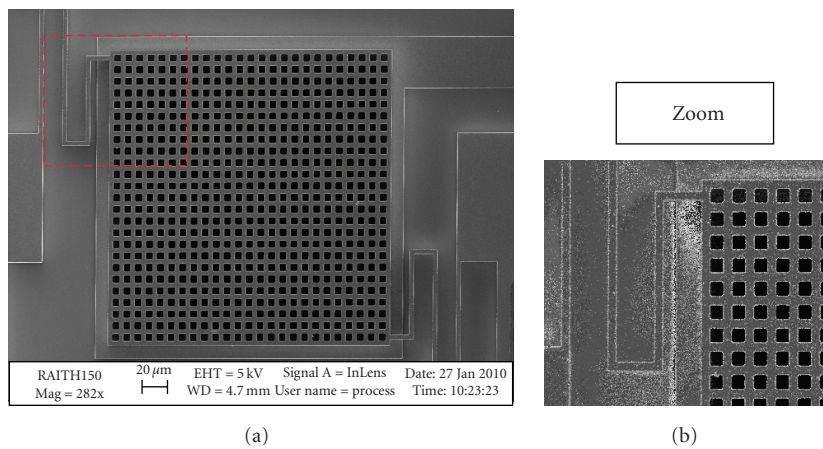 Zoom
RAITH150
Mag = 282x
20 μm
EHT = 5 kV Signal A = InLens Date: 27 Jan 2010
WD = 4.7 mm User name = process Time: 10:23:23
(a)
(b)